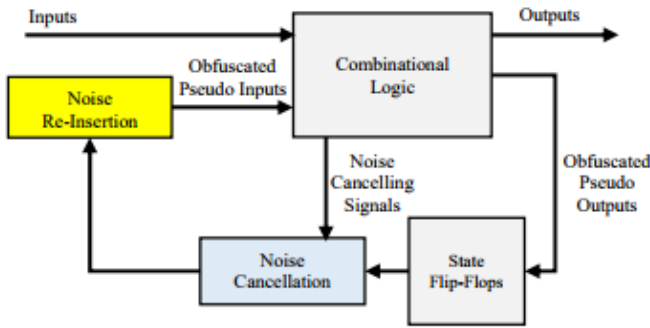 Inputs
Outputs
Combinational
Logic
Obfuscated
Pseudo Inputs
Noise
Re-Insertion
Noise
Cancelling
Signals
Obfuscated
Pseudo
Outputs
Noise
Cancellation
State
Flip-Flops